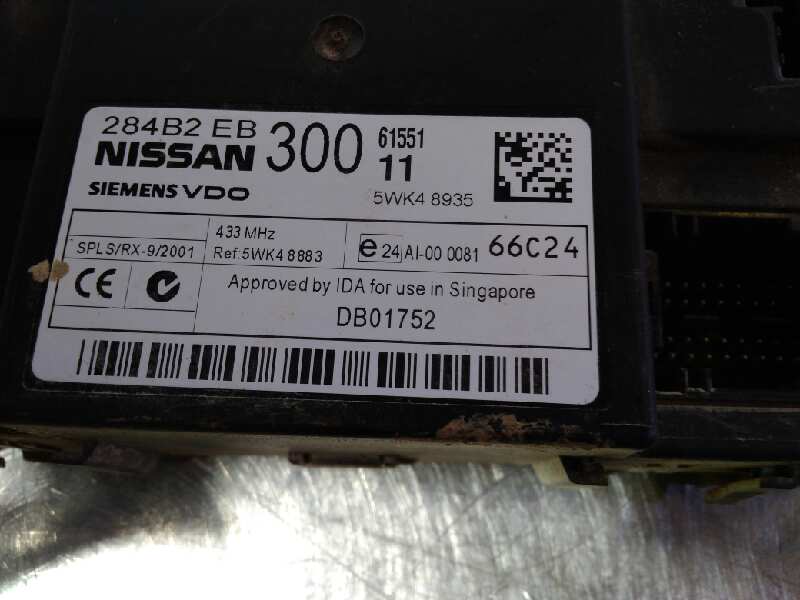 284B2 EB 300 61551
NISSAN 11
SIEMENS VDO 5WK4 8935
SPLS/RX-9/2001
433 MHz
Ref:5WK4 8883
e 24 AI-00 0081 66C24
CE
Approved by IDA for use in Singapore
DB01752